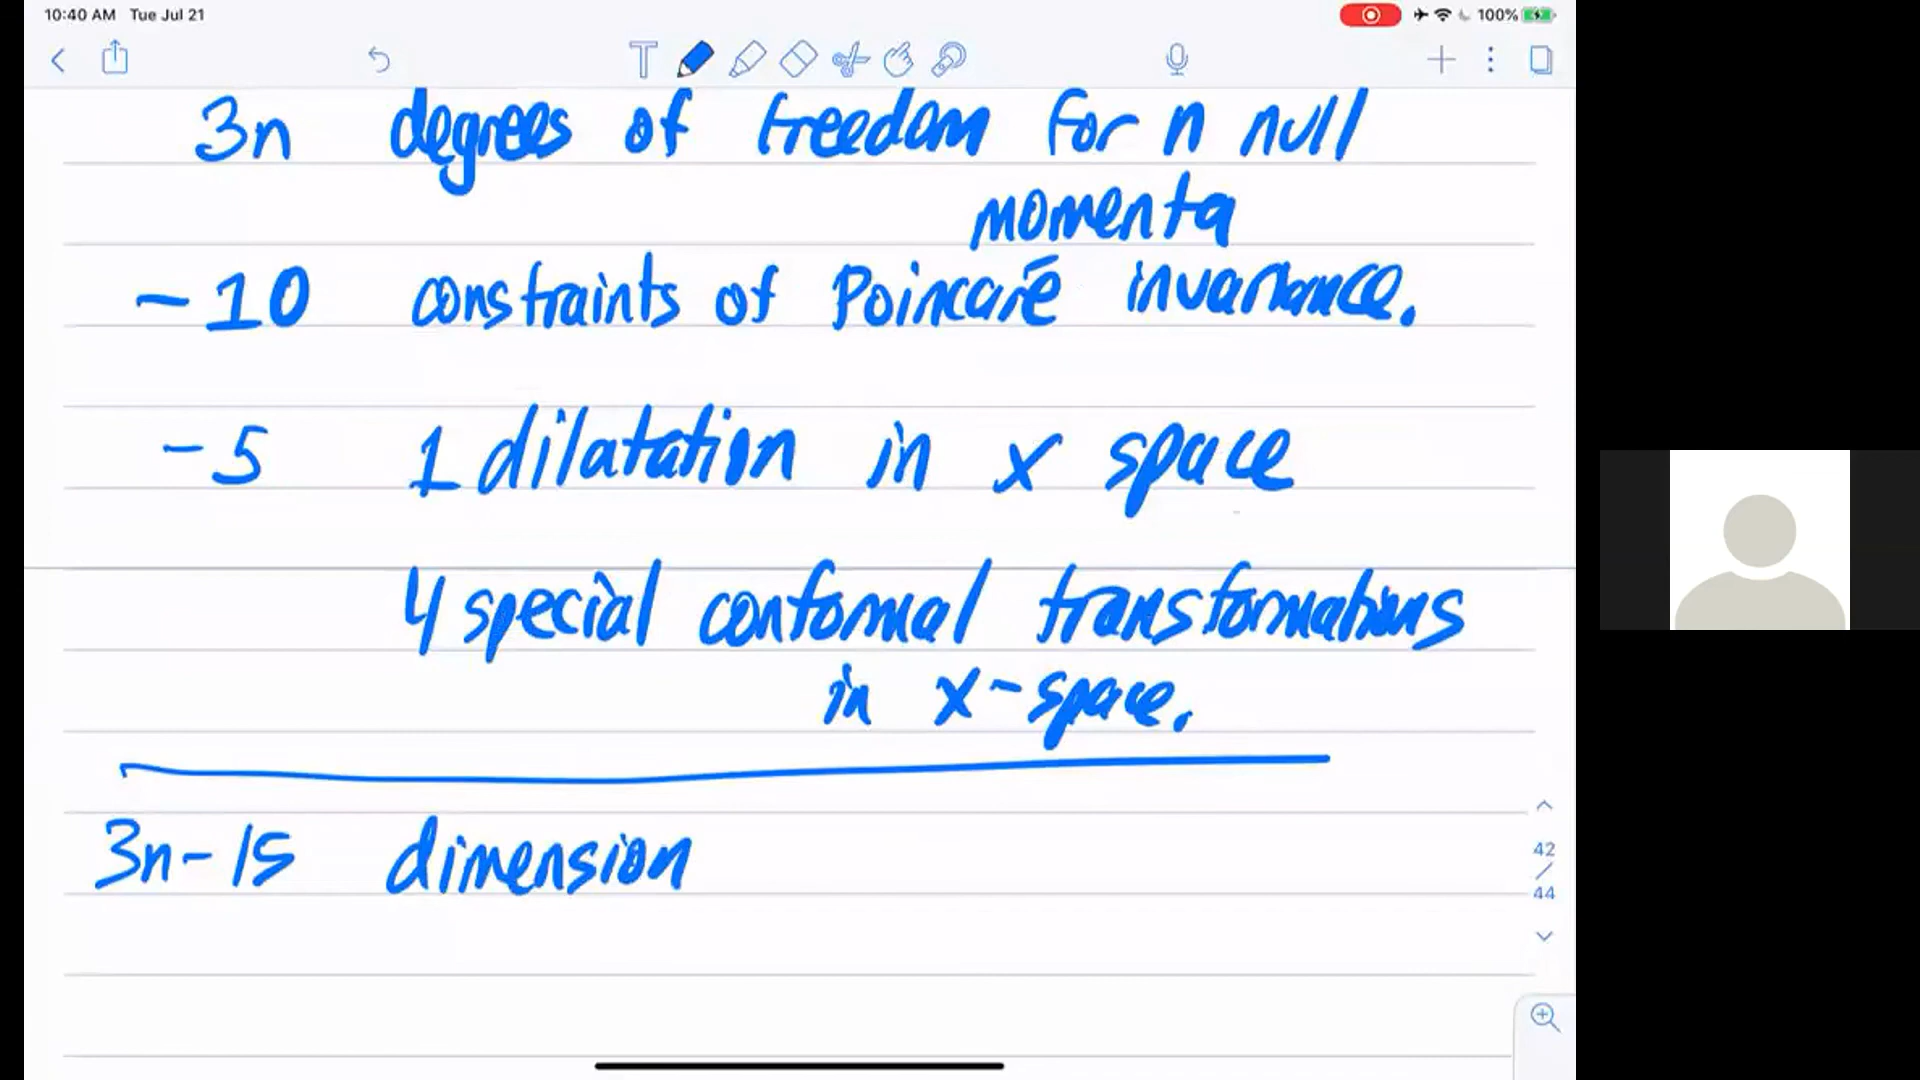 10:40 AM Tue Jul 21
100%
T
3n degrees of freedom for n null
momenta
-10 constraints of Poincaré invariance.
-5 1 dilatation in x space
4 special conformal transformations
in x-space.
3n-15 dimension
42
/
44